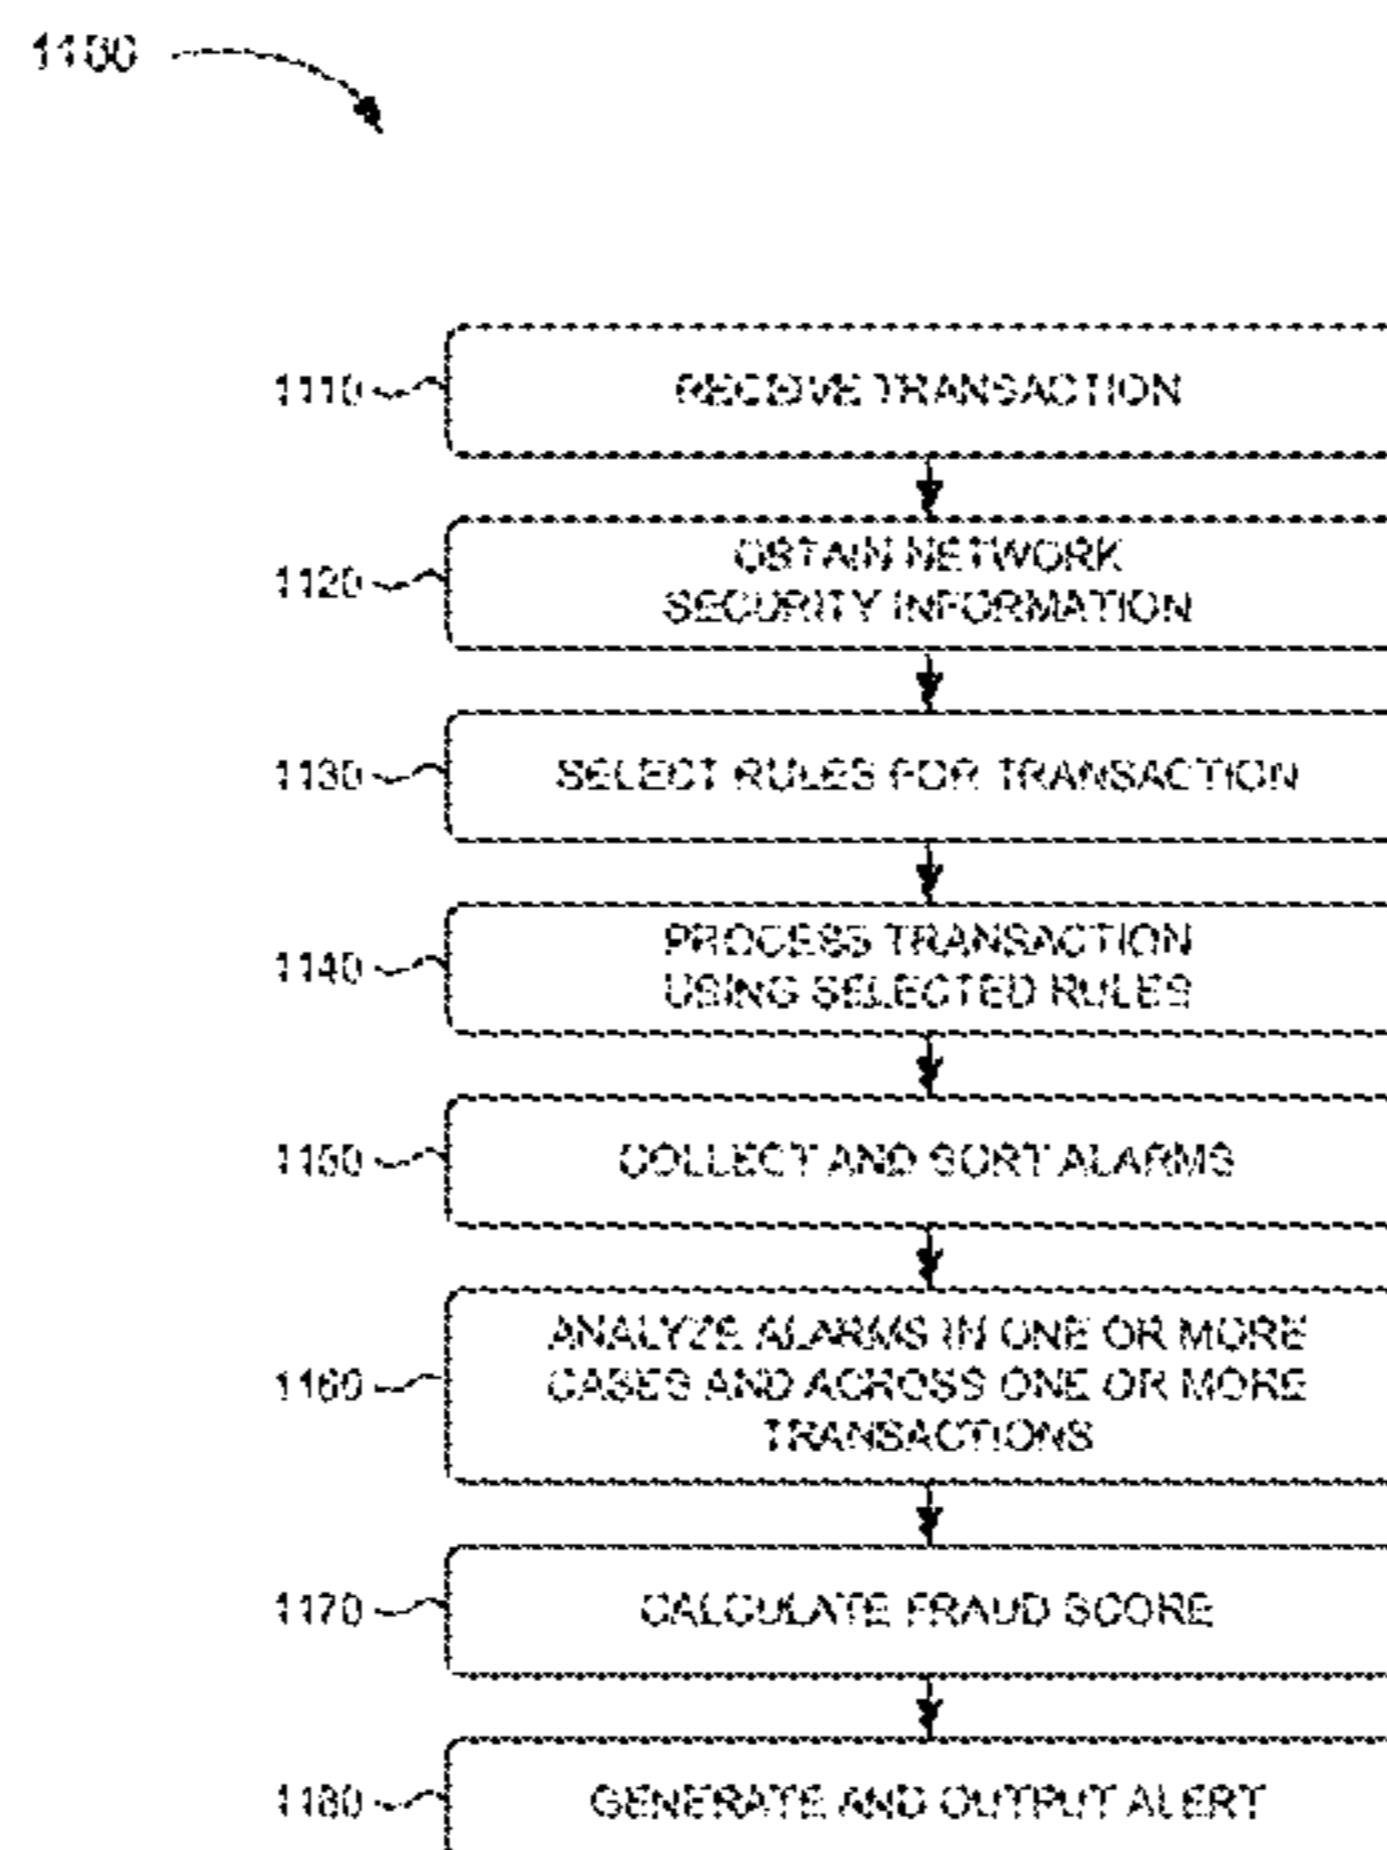 1100
1110
RECEIVE TRANSACTION
1120
OBTAIN NETWORK
SECURITY INFORMATION
1130
SELECT RULES FOR TRANSACTION
1140
PROCESS TRANSACTION
USING SELECTED RULES
1150
COLLECT AND SORT ALARMS
1160
ANALYZE ALARMS IN ONE OR MORE
CASES AND ACROSS ONE OR MORE
TRANSACTIONS
1170
CALCULATE FRAUD SCORE
1180
GENERATE AND OUTPUT ALERT